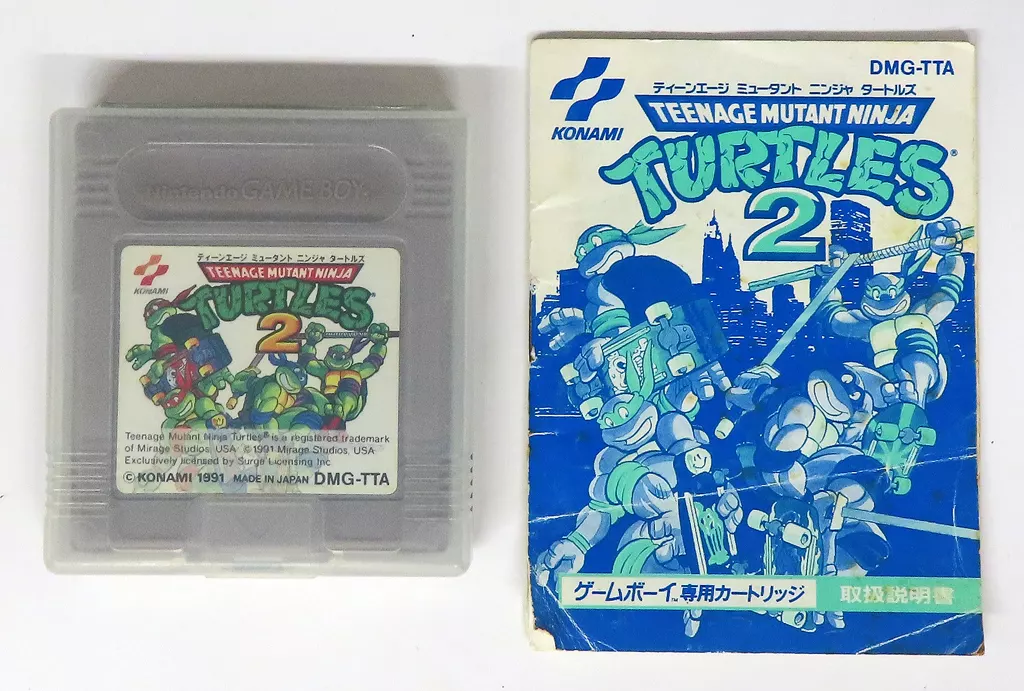 Nintendo GAME BOY
KONAMI
ティーンエージ ミュータント ニンジャ タートルズ
TEENAGE MUTANT NINJA
TURTLES®
2
Teenage Mutant Ninja Turtles® is a registered trademark
of Mirage Studios, USA © 1991 Mirage Studios, USA
Exclusively licensed by Surge Licensing Inc
© KONAMI 1991 MADE IN JAPAN DMG-TTA
DMG-TTA
KONAMI
ティーンエージ ミュータント ニンジャ タートルズ
TEENAGE MUTANT NINJA
TURTLES®
2
ゲームボーイ™専用カートリッジ 取扱説明書